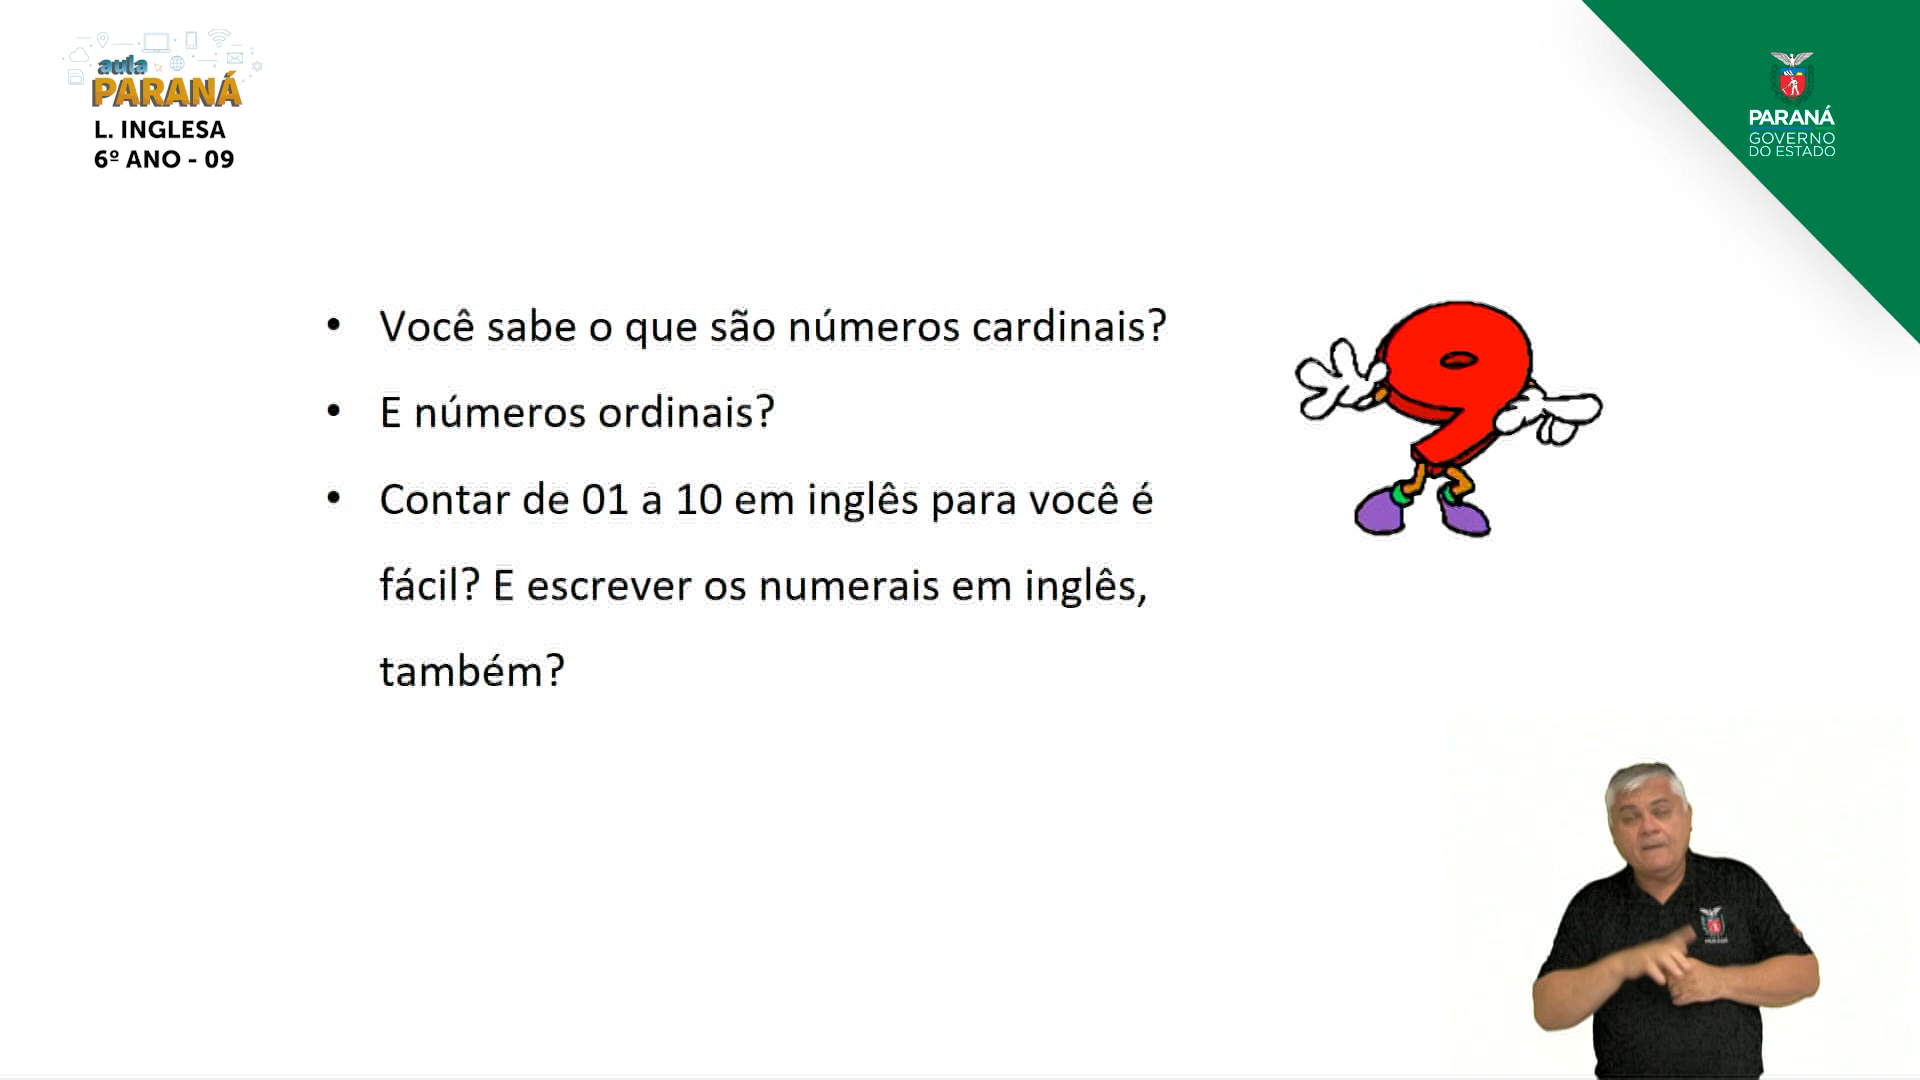 aula
PARANÁ
L. INGLESA
6º ANO - 09
PARANÁ
GOVERNO
DO ESTADO
• Você sabe o que são números cardinais?
• E números ordinais?
• Contar de 01 a 10 em inglês para você é
fácil? E escrever os numerais em inglês,
também?
9